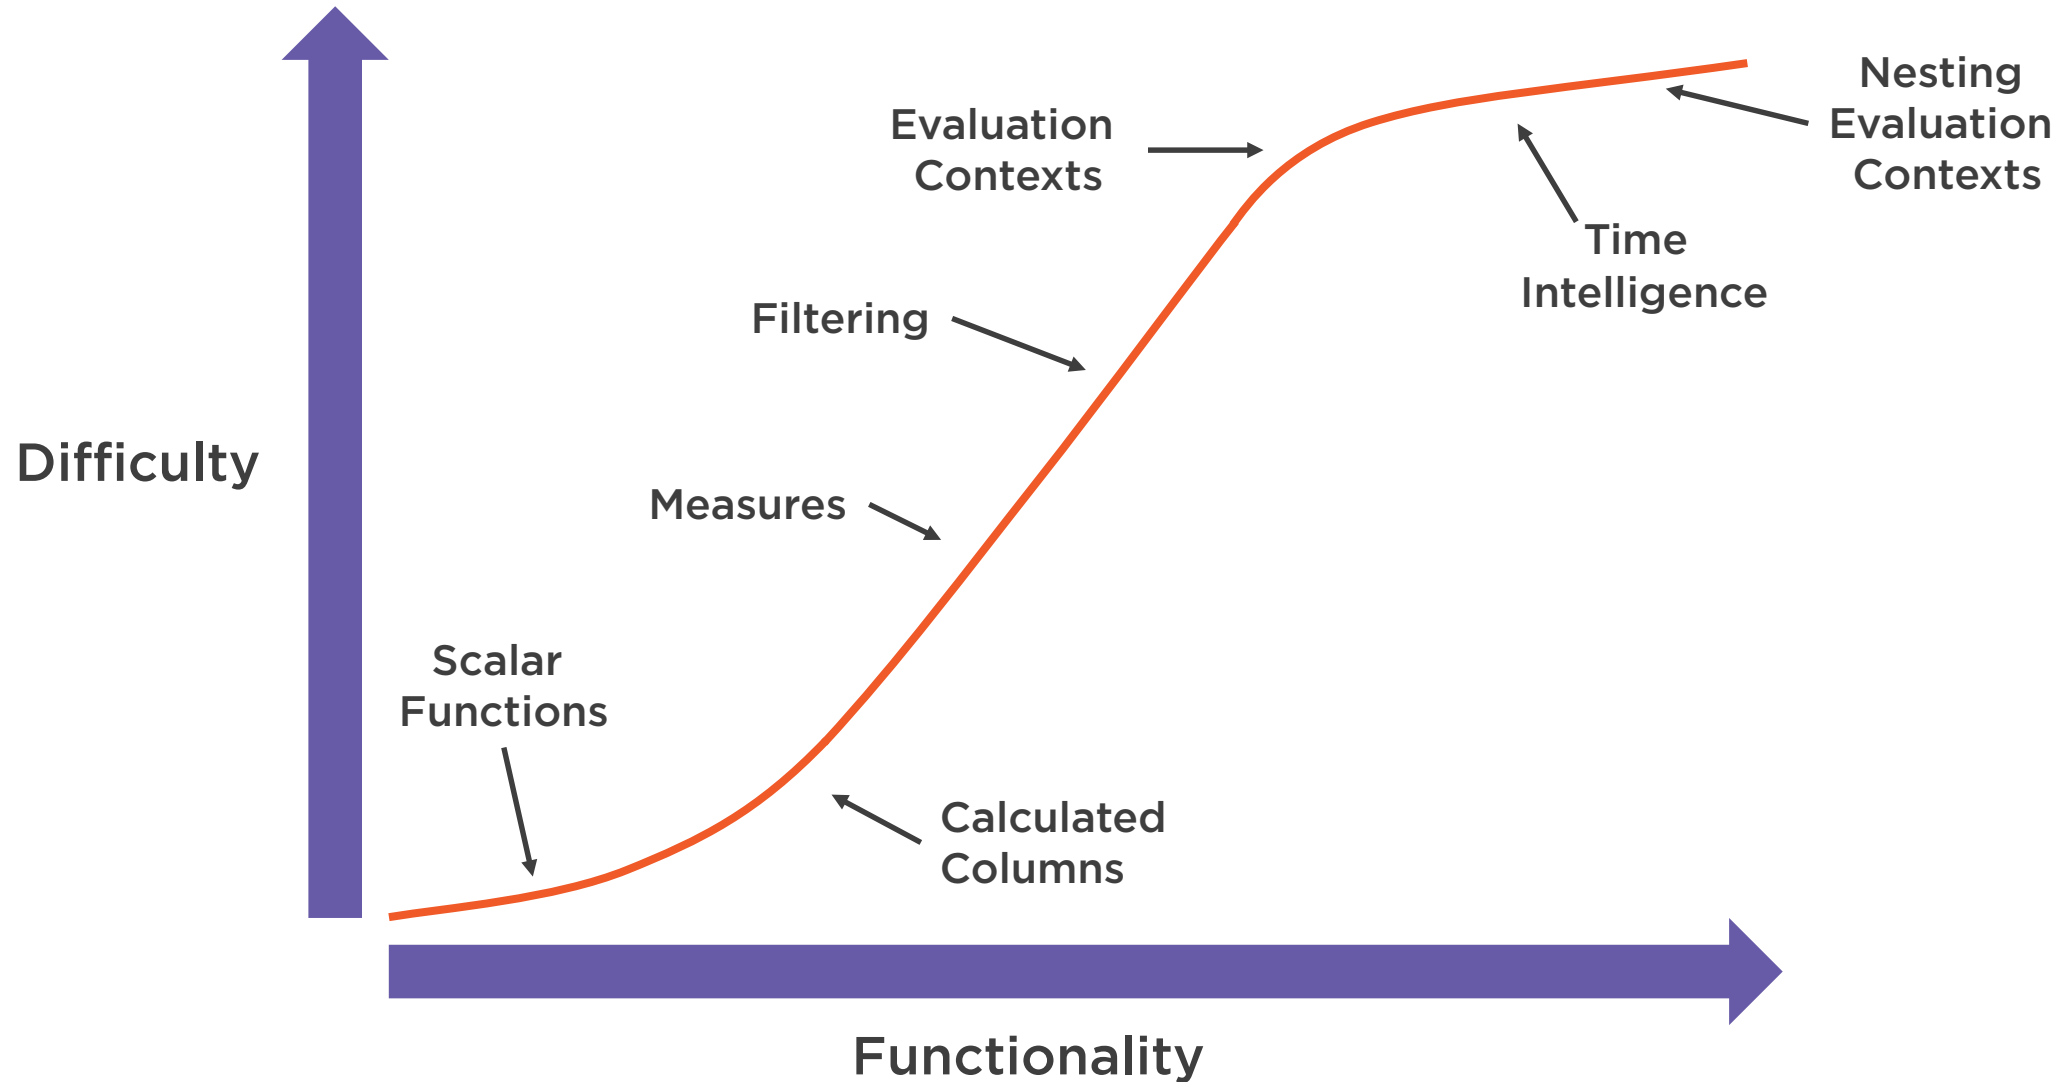 Nesting
Evaluation
Contexts
Evaluation
Contexts
Time
Intelligence
Filtering
Difficulty
Measures
Scalar
Functions
Calculated
Columns
Functionality